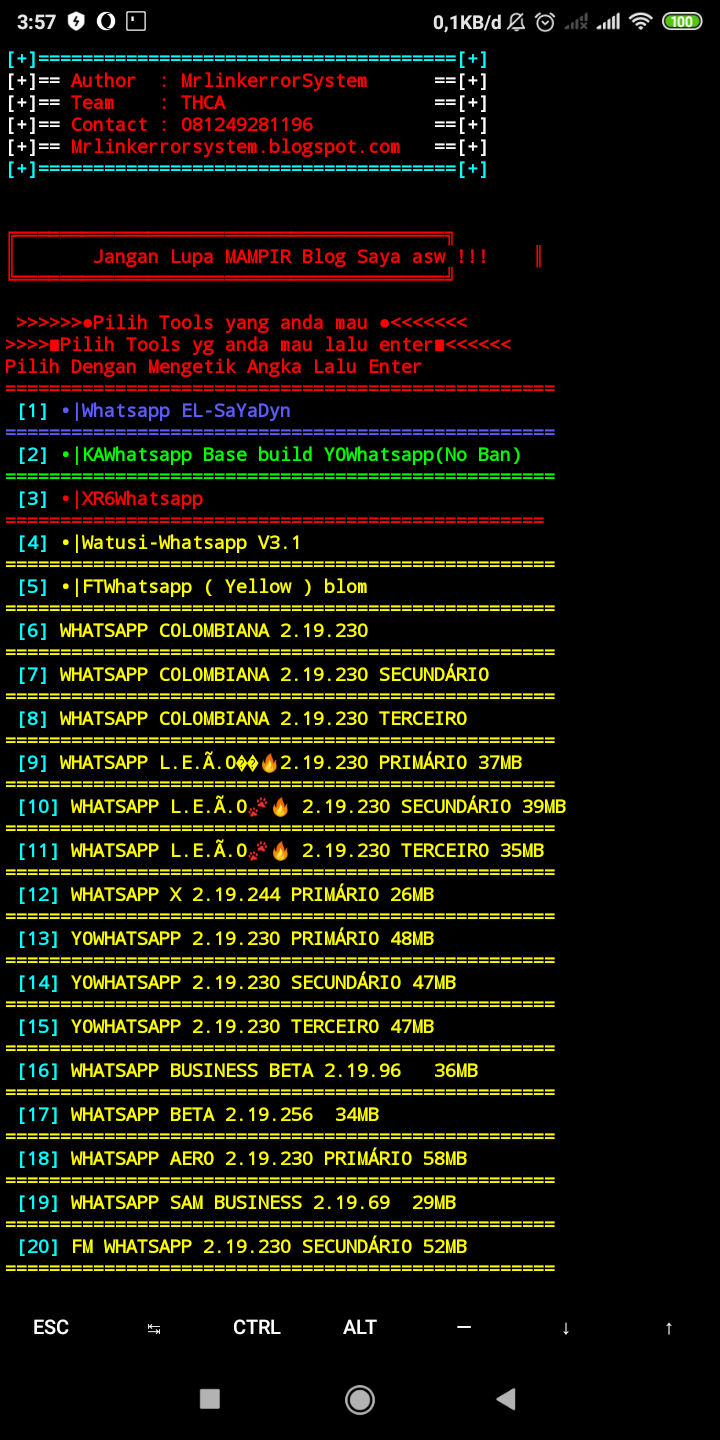 3:57 0,1KB/d 100
[+]======================================[+]
[+]== Author  : MrlinkerrorSystem      ==[+]
[+]== Team    : THCA                   ==[+]
[+]== Contact : 081249281196           ==[+]
[+]== Mrlinkerrorsystem.blogspot.com   ==[+]
[+]======================================[+]
╔═══════════════════════════════════════╗
║       Jangan Lupa MAMPIR Blog Saya asw !!!    ║
╚═══════════════════════════════════════╝
>>>>>>●Pilih Tools yang anda mau ●<<<<<<<
>>>>■Pilih Tools yg anda mau lalu enter■<<<<<<
Pilih Dengan Mengetik Angka Lalu Enter
==================================================
[1] •|Whatsapp EL-SaYaDyn
==================================================
[2] •|KAWhatsapp Base build YOWhatsapp(No Ban)
==================================================
[3] •|XR6Whatsapp
=================================================
[4] •|Watusi-Whatsapp V3.1
==================================================
[5] •|FTWhatsapp ( Yellow ) blom
==================================================
[6] WHATSAPP COLOMBIANA 2.19.230
==================================================
[7] WHATSAPP COLOMBIANA 2.19.230 SECUNDÁRIO
==================================================
[8] WHATSAPP COLOMBIANA 2.19.230 TERCEIRO
==================================================
[9] WHATSAPP L.E.Ã.O��🔥2.19.230 PRIMÁRIO 37MB
==================================================
[10] WHATSAPP L.E.Ã.O🐾🔥 2.19.230 SECUNDÁRIO 39MB
==================================================
[11] WHATSAPP L.E.Ã.O🐾🔥 2.19.230 TERCEIRO 35MB
==================================================
[12] WHATSAPP X 2.19.244 PRIMÁRIO 26MB
==================================================
[13] YOWHATSAPP 2.19.230 PRIMÁRIO 48MB
==================================================
[14] YOWHATSAPP 2.19.230 SECUNDÁRIO 47MB
==================================================
[15] YOWHATSAPP 2.19.230 TERCEIRO 47MB
==================================================
[16] WHATSAPP BUSINESS BETA 2.19.96   36MB
==================================================
[17] WHATSAPP BETA 2.19.256  34MB
==================================================
[18] WHATSAPP AERO 2.19.230 PRIMÁRIO 58MB
==================================================
[19] WHATSAPP SAM BUSINESS 2.19.69  29MB
==================================================
[20] FM WHATSAPP 2.19.230 SECUNDÁRIO 52MB
==================================================
ESC ↹ CTRL ALT — ↓ ↑